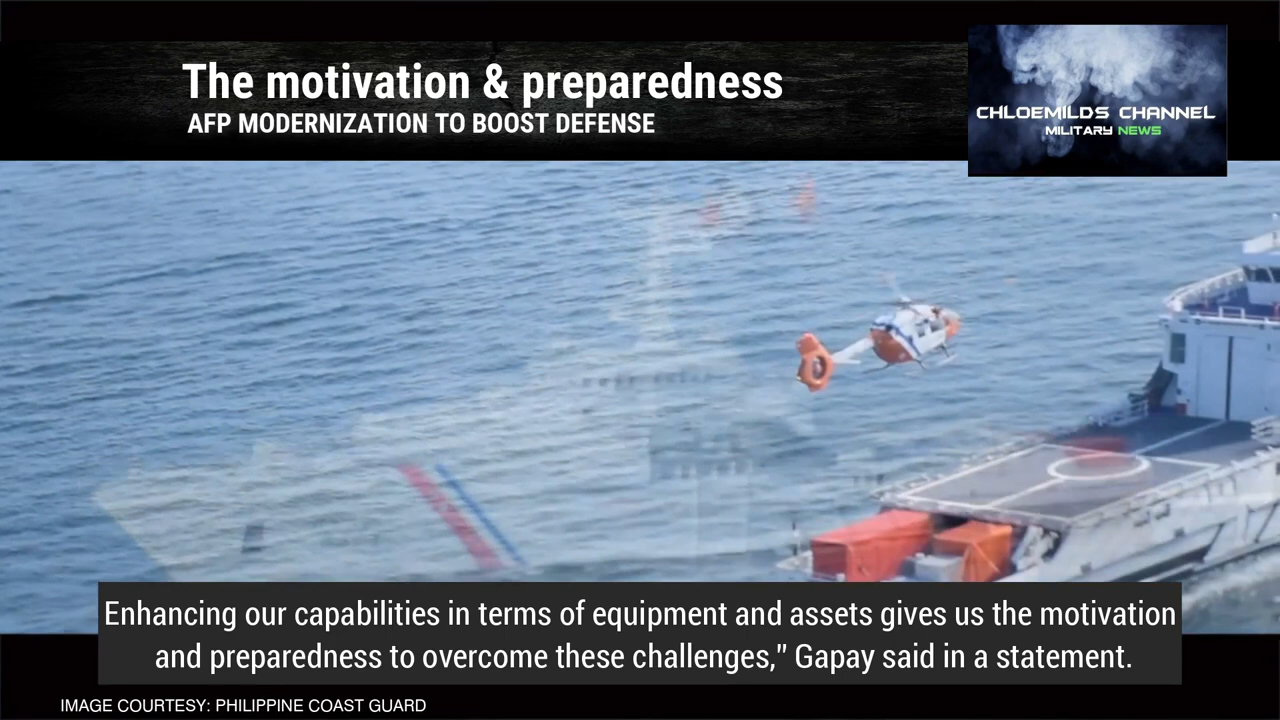 The motivation & preparedness
AFP MODERNIZATION TO BOOST DEFENSE
CHLOEMILDS CHANNEL
MILITARY NEWS
Enhancing our capabilities in terms of equipment and assets gives us the motivation
and preparedness to overcome these challenges,” Gapay said in a statement.
IMAGE COURTESY: PHILIPPINE COAST GUARD